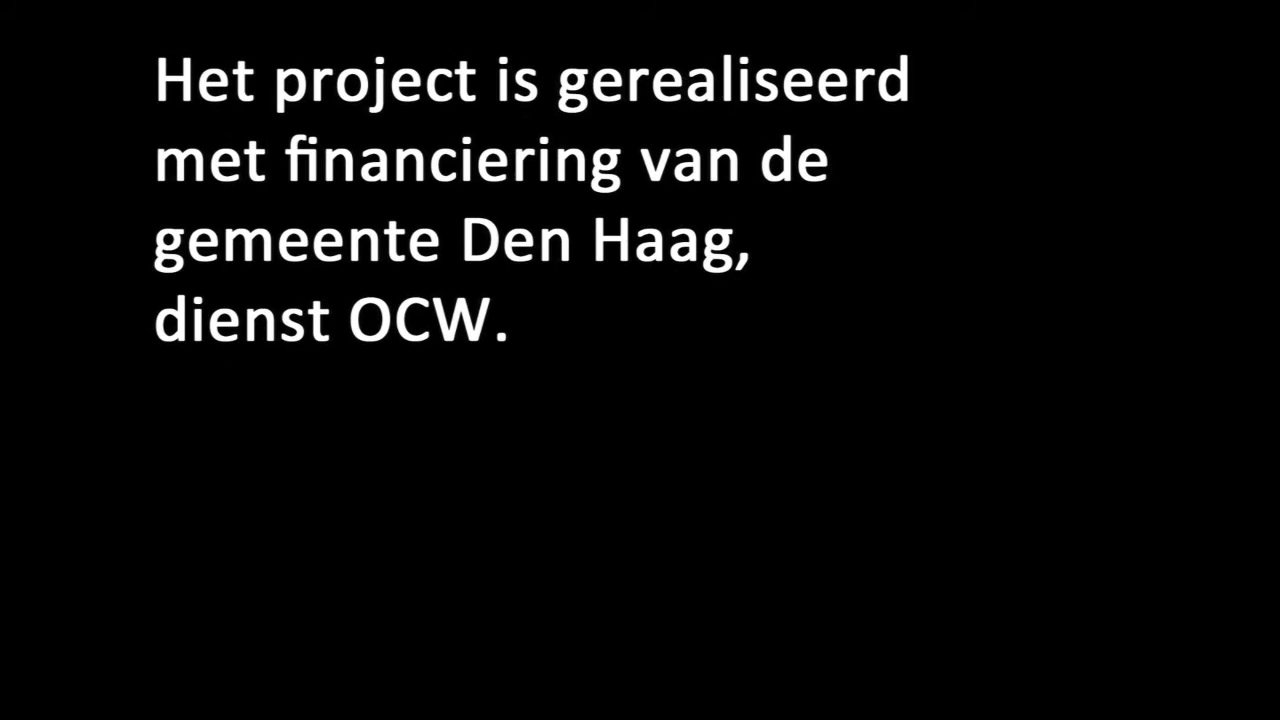 Het project is gerealiseerd
met financiering van de
gemeente Den Haag,
dienst OCW.